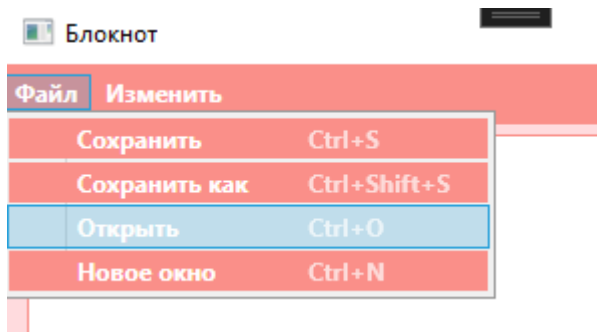 Блокнот
Файл Изменить
Сохранить Ctrl+S
Сохранить как Ctrl+Shift+S
Открыть Ctrl+O
Новое окно Ctrl+N